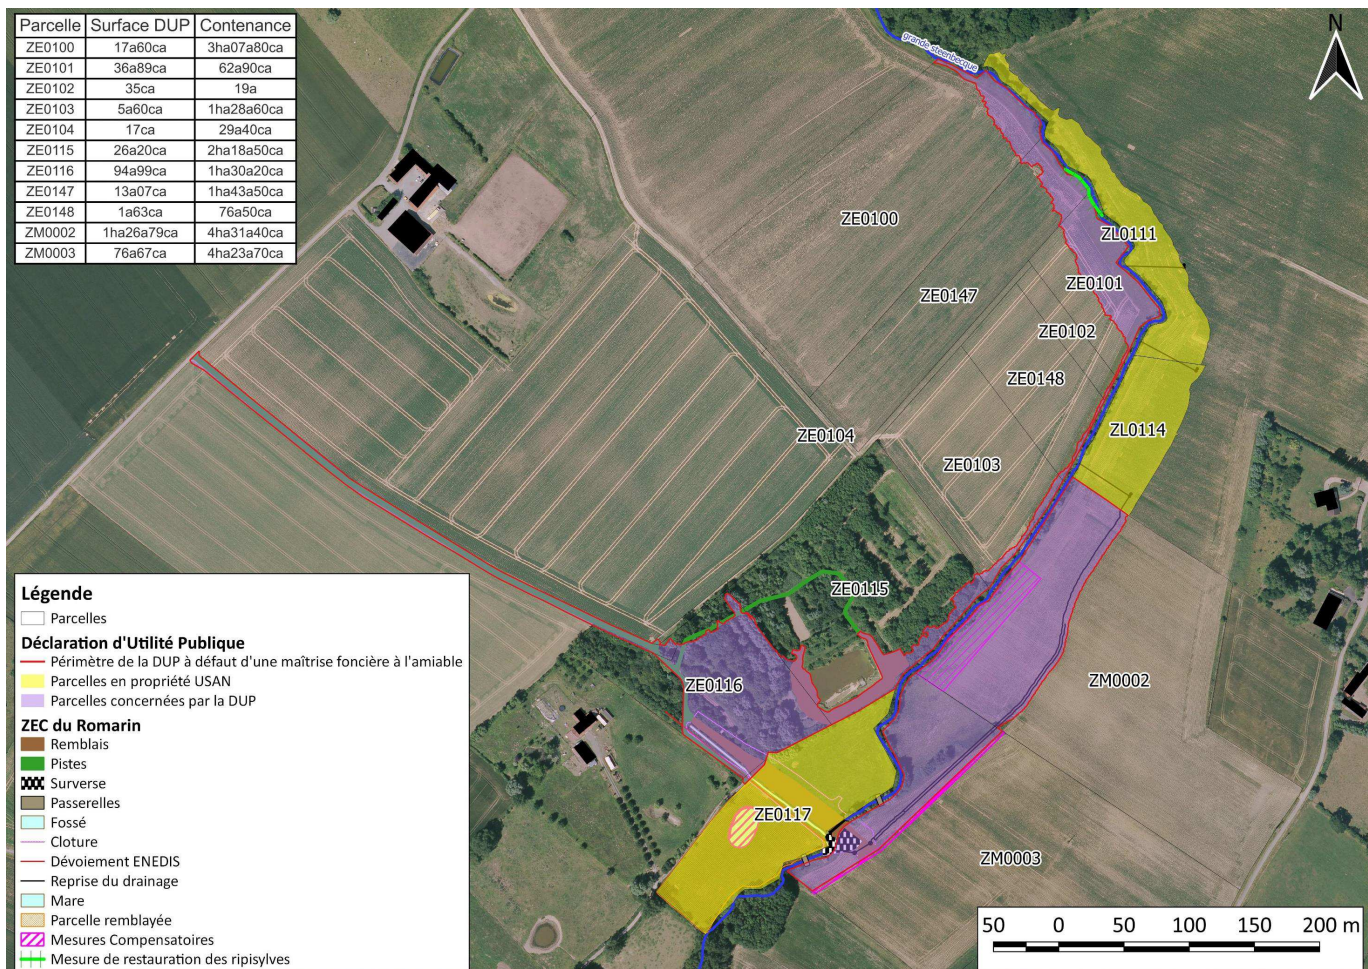 Parcelle Surface DUP Contenance
ZE0100 17a60ca 3ha07a80ca
ZE0101 36a89ca 62a90ca
ZE0102 35ca 19a
ZE0103 5a60ca 1ha28a60ca
ZE0104 17ca 29a40ca
ZE0115 26a20ca 2ha18a50ca
ZE0116 94a99ca 1ha30a20ca
ZE0147 13a07ca 1ha43a50ca
ZE0148 1a63ca 76a50ca
ZM0002 1ha26a79ca 4ha31a40ca
ZM0003 76a67ca 4ha23a70ca
grande steenbecque
N
ZE0100
ZL0111
ZE0101
ZE0147
ZE0102
ZE0148
ZL0114
ZE0104
ZE0103
ZE0115
ZE0116
ZM0002
ZE0117
ZM0003
Légende
Parcelles
Déclaration d'Utilité Publique
Périmètre de la DUP à défaut d'une maîtrise foncière à l'amiable
Parcelles en propriété USAN
Parcelles concernées par la DUP
ZEC du Romarin
Remblais
Pistes
Surverse
Passerelles
Fossé
Cloture
Dévoiement ENEDIS
Reprise du drainage
Mare
Parcelle remblayée
Mesures Compensatoires
Mesure de restauration des ripisylves
50 0 50 100 150 200 m